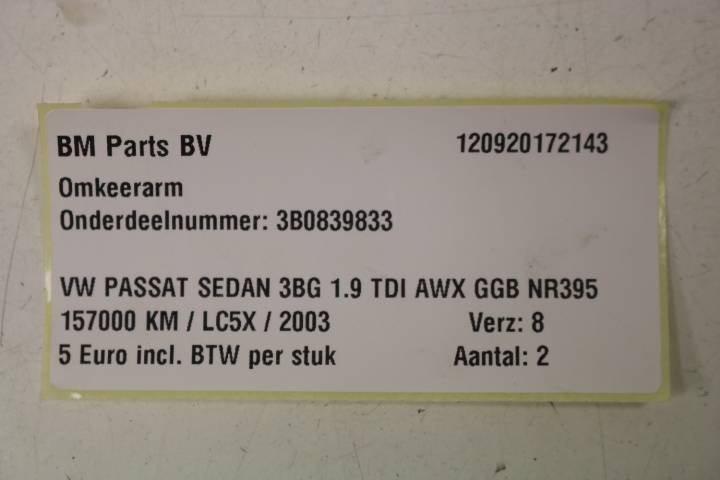 BM Parts BV 120920172143
Omkeerarm
Onderdeelnummer: 3B0839833
VW PASSAT SEDAN 3BG 1.9 TDI AWX GGB NR395
157000 KM / LC5X / 2003 Verz: 8
5 Euro incl. BTW per stuk Aantal: 2